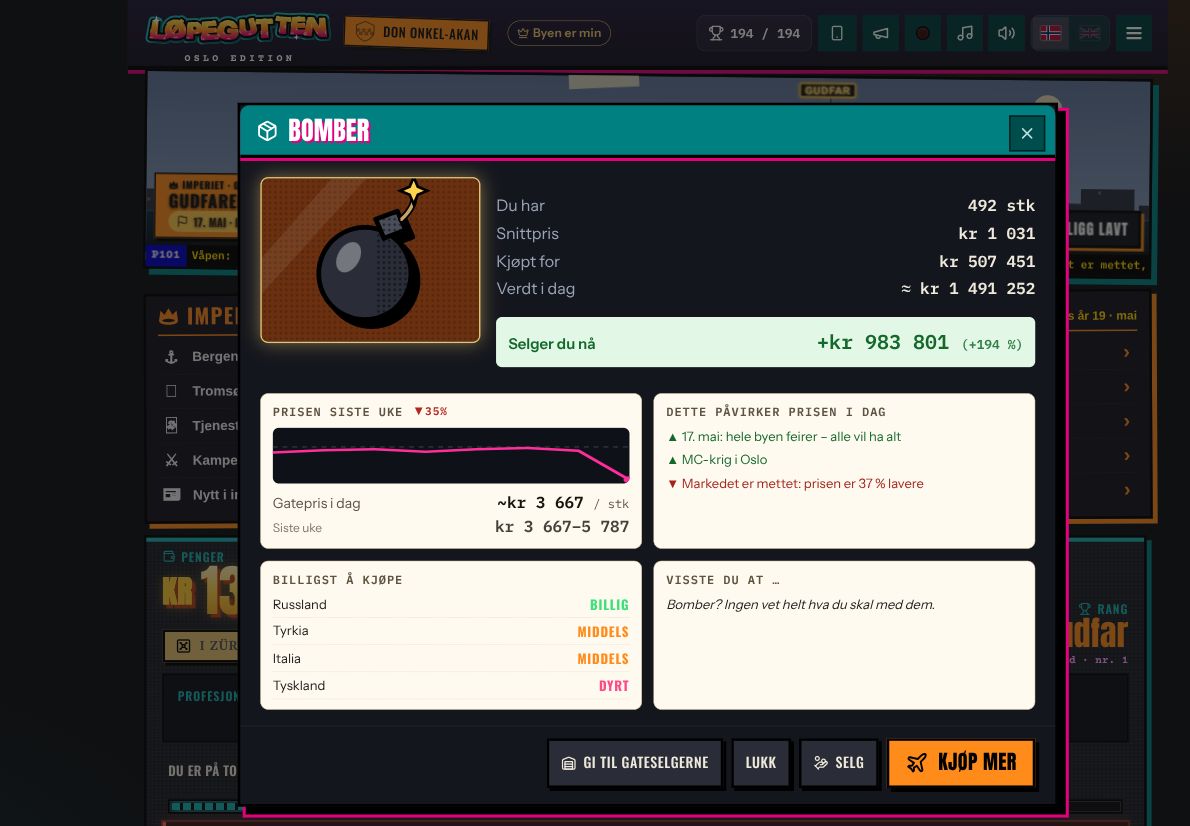 LØPEGUTTEN
OSLO EDITION
DON ONKEL-AKAN
Byen er min
194 / 194
GUDFAR
BOMBER
IMPERIET
GUDFARE
17. MAI
P101 Våpen:
LIGG LAVT
t er mettet,
Du har 492 stk
Snittpris kr 1 031
Kjøpt for kr 507 451
Verdt i dag ≈ kr 1 491 252
Selger du nå +kr 983 801 (+194 %)
IMPE
s år 19 · mai
Bergen
Tromsø
Tjenest
Kampe
Nytt i i
PRISEN SISTE UKE ▼35%
Gatepris i dag ~kr 3 667 / stk
Siste uke kr 3 667–5 787
DETTE PÅVIRKER PRISEN I DAG
▲ 17. mai: hele byen feirer – alle vil ha alt
▲ MC-krig i Oslo
▼ Markedet er mettet: prisen er 37 % lavere
BILLIGST Å KJØPE
Russland BILLIG
Tyrkia MIDDELS
Italia MIDDELS
Tyskland DYRT
VISSTE DU AT …
Bomber? Ingen vet helt hva du skal med dem.
PENGER
KR 13
I ZÜR
PROFESJON
DU ER PÅ TO
RANG
dfar
d · nr. 1
GI TIL GATESELGERNE
LUKK
SELG
KJØP MER